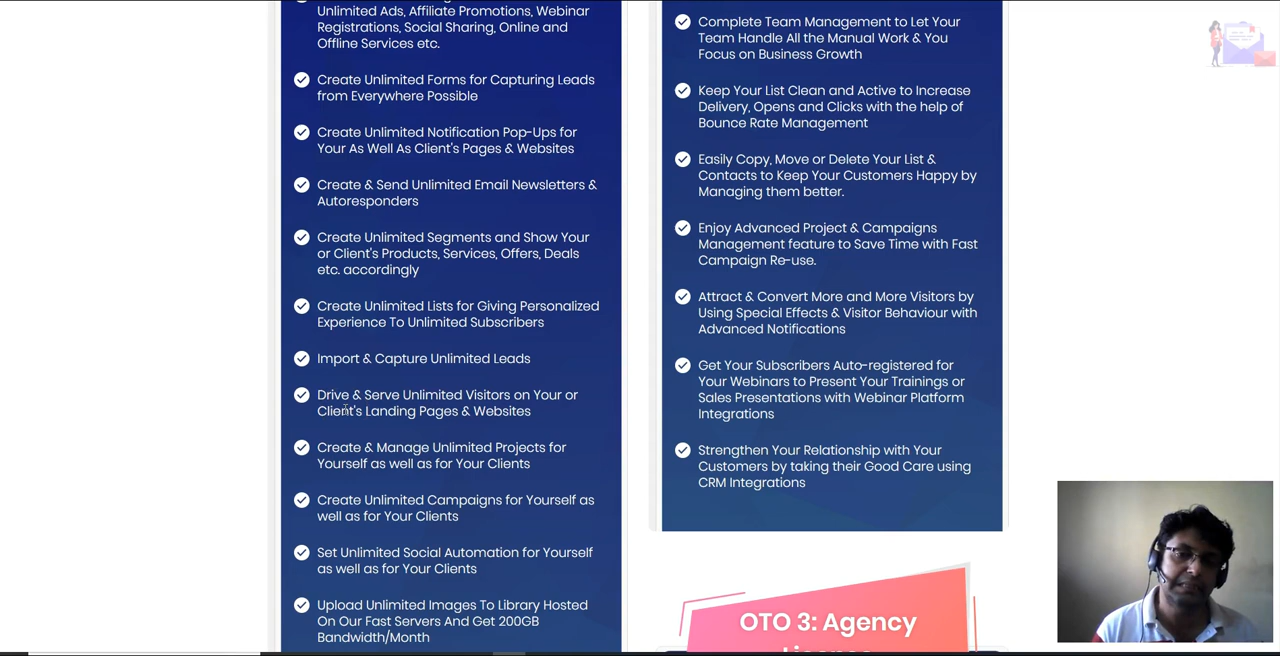 Unlimited Ads, Affiliate Promotions, Webinar
Registrations, Social Sharing, Online and
Offline Services etc.
Create Unlimited Forms for Capturing Leads
from Everywhere Possible
Create Unlimited Notification Pop-Ups for
Your As Well As Client's Pages & Websites
Create & Send Unlimited Email Newsletters &
Autoresponders
Create Unlimited Segments and Show Your
or Client's Products, Services, Offers, Deals
etc. accordingly
Create Unlimited Lists for Giving Personalized
Experience To Unlimited Subscribers
Import & Capture Unlimited Leads
Drive & Serve Unlimited Visitors on Your or
Client's Landing Pages & Websites
Create & Manage Unlimited Projects for
Yourself as well as for Your Clients
Create Unlimited Campaigns for Yourself as
well as for Your Clients
Set Unlimited Social Automation for Yourself
as well as for Your Clients
Upload Unlimited Images To Library Hosted
On Our Fast Servers And Get 200GB
Bandwidth/Month
Complete Team Management to Let Your
Team Handle All the Manual Work & You
Focus on Business Growth
Keep Your List Clean and Active to Increase
Delivery, Opens and Clicks with the help of
Bounce Rate Management
Easily Copy, Move or Delete Your List &
Contacts to Keep Your Customers Happy by
Managing them better.
Enjoy Advanced Project & Campaigns
Management feature to Save Time with Fast
Campaign Re-use.
Attract & Convert More and More Visitors by
Using Special Effects & Visitor Behaviour with
Advanced Notifications
Get Your Subscribers Auto-registered for
Your Webinars to Present Your Trainings or
Sales Presentations with Webinar Platform
Integrations
Strengthen Your Relationship with Your
Customers by taking their Good Care using
CRM Integrations
OTO 3: Agency